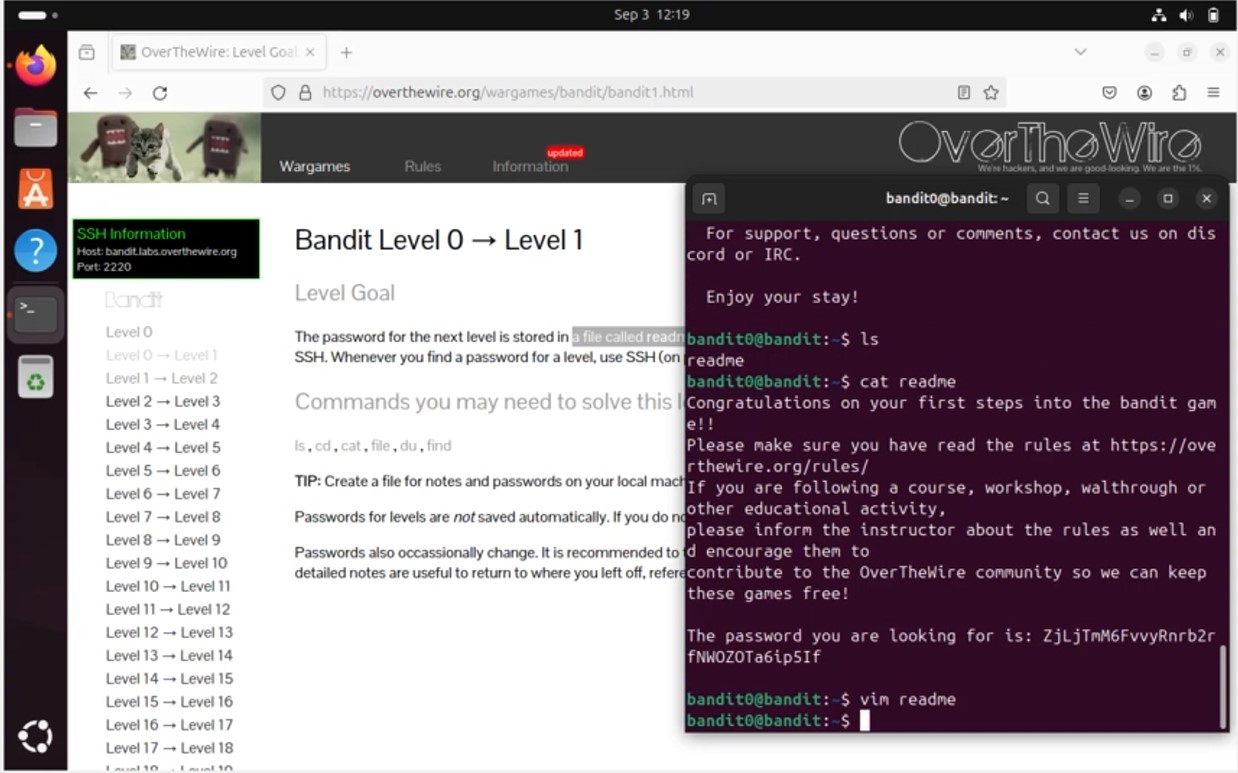 Sep 3 12:19
OverTheWire: Level Goal
https://overthewire.org/wargames/bandit/bandit1.html
Wargames
Rules
Information
updated
OverTheWire
We're hackers, and we are good-looking. We are the 1%.
SSH Information
Host: bandit.labs.overthewire.org
Port: 2220
Bandit
Level 0
Level 0 → Level 1
Level 1 → Level 2
Level 2 → Level 3
Level 3 → Level 4
Level 4 → Level 5
Level 5 → Level 6
Level 6 → Level 7
Level 7 → Level 8
Level 8 → Level 9
Level 9 → Level 10
Level 10 → Level 11
Level 11 → Level 12
Level 12 → Level 13
Level 13 → Level 14
Level 14 → Level 15
Level 15 → Level 16
Level 16 → Level 17
Level 17 → Level 18
Bandit Level 0 → Level 1
Level Goal
The password for the next level is stored in a file called readm
SSH. Whenever you find a password for a level, use SSH (on
Commands you may need to solve this l
ls , cd , cat , file , du , find
TIP: Create a file for notes and passwords on your local mach
Passwords for levels are not saved automatically. If you do no
Passwords also occassionally change. It is recommended to
detailed notes are useful to return to where you left off, refere
bandit0@bandit: ~
For support, questions or comments, contact us on dis
cord or IRC.
Enjoy your stay!
bandit0@bandit:~$ ls
readme
bandit0@bandit:~$ cat readme
Congratulations on your first steps into the bandit gam
e!!
Please make sure you have read the rules at https://ove
rthewire.org/rules/
If you are following a course, workshop, walthrough or
other educational activity,
please inform the instructor about the rules as well an
d encourage them to
contribute to the OverTheWire community so we can keep
these games free!
The password you are looking for is: ZjLjTmM6FvvyRnrb2r
fNWOZOTa6ip5If
bandit0@bandit:~$ vim readme
bandit0@bandit:~$